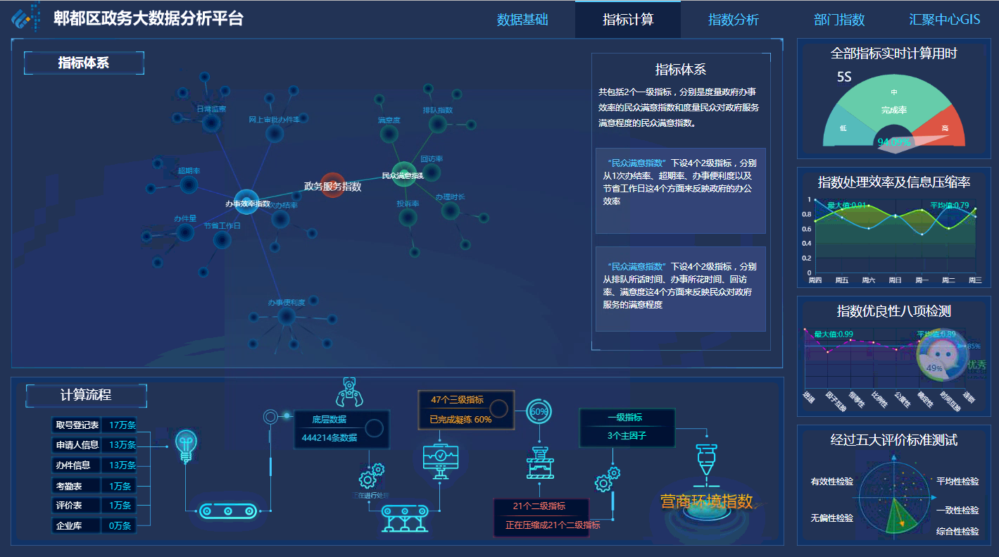 郫都区政务大数据分析平台
数据基础
指标计算
指数分析
部门指数
汇聚中心GIS
指标体系
日常监察
网上审批办件率
超期率
办件量
节省工作日
办事效率指数
次办结率
办事便利度
政务服务指数
满意度
排队指数
回访率
民众满意指数
投诉率
办理时长
指标体系
共包括2个一级指标，分别是度量政府办事
效率的民众满意指数和度量民众对政府服务
满意程度的民众满意指数。
“民众满意指数”下设4个2级指标，分别
从1次办结率、超期率、办事便利度以及
节省工作日这4个方面来反映政府的办公
效率
“民众满意指数”下设4个2级指标，分别
从排队所话时间、办事所花时间、回访
率、满意度这4个方面来反映民众对政府
服务的满意程度
全部指标实时计算用时
5S
低
中
高
完成率
94.09%
指数处理效率及信息压缩率
最大值:0.91
平均值:0.79
1
0.8
0.6
0.4
0.2
0
周四 周五 周六 周日 周一 周二 周三
指数优良性八项检测
最大值:0.99
平均值:0.89
85%
49%
优秀
进退
因子互换
恒等性
比例性
公度性
确定性
时间互换
连锁
经过五大评价标准测试
有效性检验
平均性检验
一致性检验
无偏性检验
综合性检验
计算流程
取号登记表 17万条
申请人信息 13万条
办件信息 13万条
考勤表 1万条
评价表 1万条
企业库 0万条
底层数据
444214条数据
正在进行处理
47个三级指标
已完成凝练 60%
60%
21个二级指标
正在压缩成21个二级指标
一级指标
3个主因子
营商环境指数